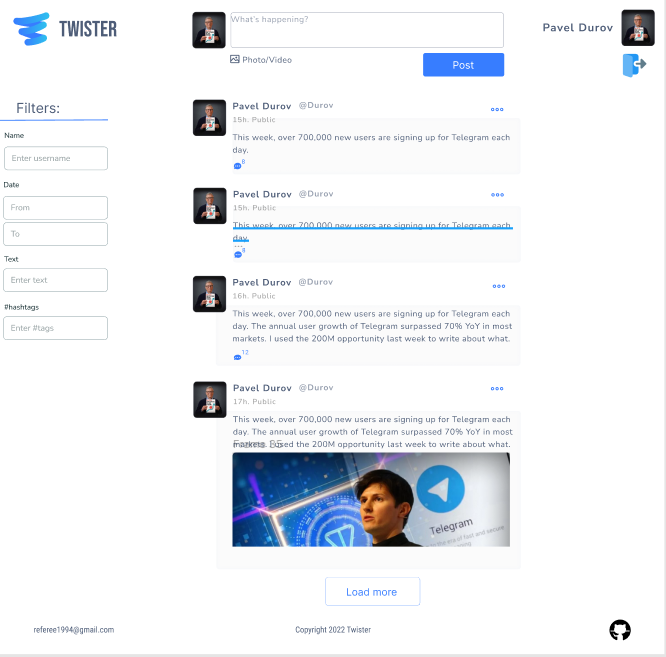 TWISTER
What's happening?
Photo/Video
Post
Pavel Durov
Filters:
Name
Enter username
Date
From
To
Text
Enter text
#hashtags
Enter #tags
Pavel Durov @Durov
15h. Public
This week, over 700,000 new users are signing up for Telegram each
day.
8
Pavel Durov @Durov
15h. Public
This week, over 700,000 new users are signing up for Telegram each
day.
8
Pavel Durov @Durov
16h. Public
This week, over 700,000 new users are signing up for Telegram each
day. The annual user growth of Telegram surpassed 70% YoY in most
markets. I used the 200M opportunity last week to write about what.
12
Pavel Durov @Durov
17h. Public
This week, over 700,000 new users are signing up for Telegram each
day. The annual user growth of Telegram surpassed 70% YoY in most
markets. I used the 200M opportunity last week to write about what.
Telegram
Load more
referee1994@gmail.com
Copyright 2022 Twister